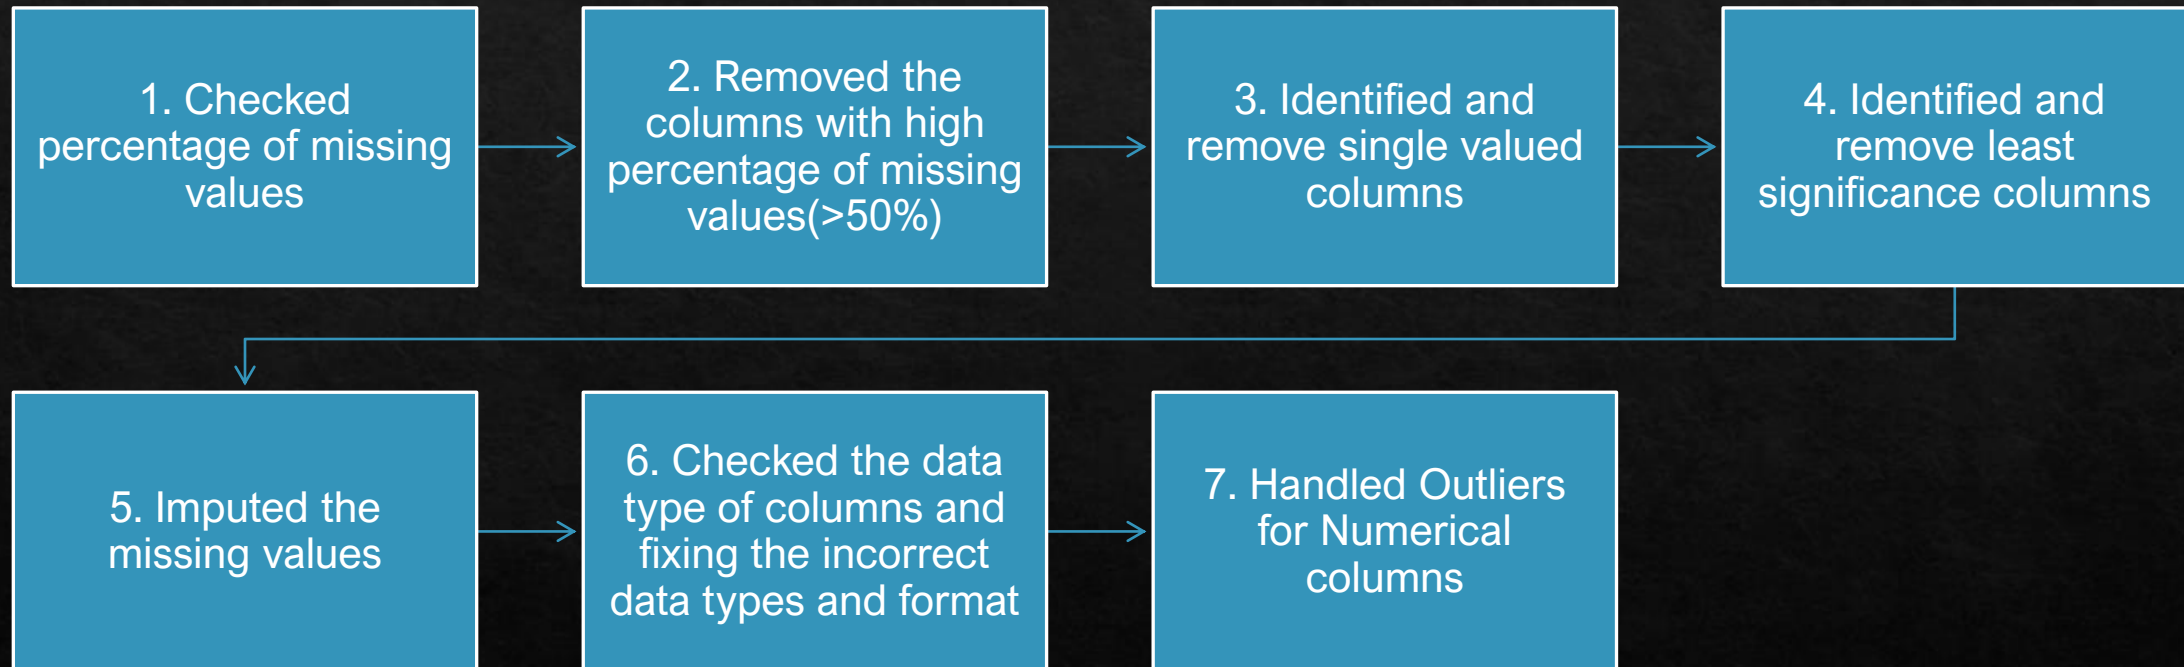 1. Checked
percentage of missing
values
2. Removed the
columns with high
percentage of missing
values(>50%)
3. Identified and
remove single valued
columns
4. Identified and
remove least
significance columns
5. Imputed the
missing values
6. Checked the data
type of columns and
fixing the incorrect
data types and format
7. Handled Outliers
for Numerical
columns